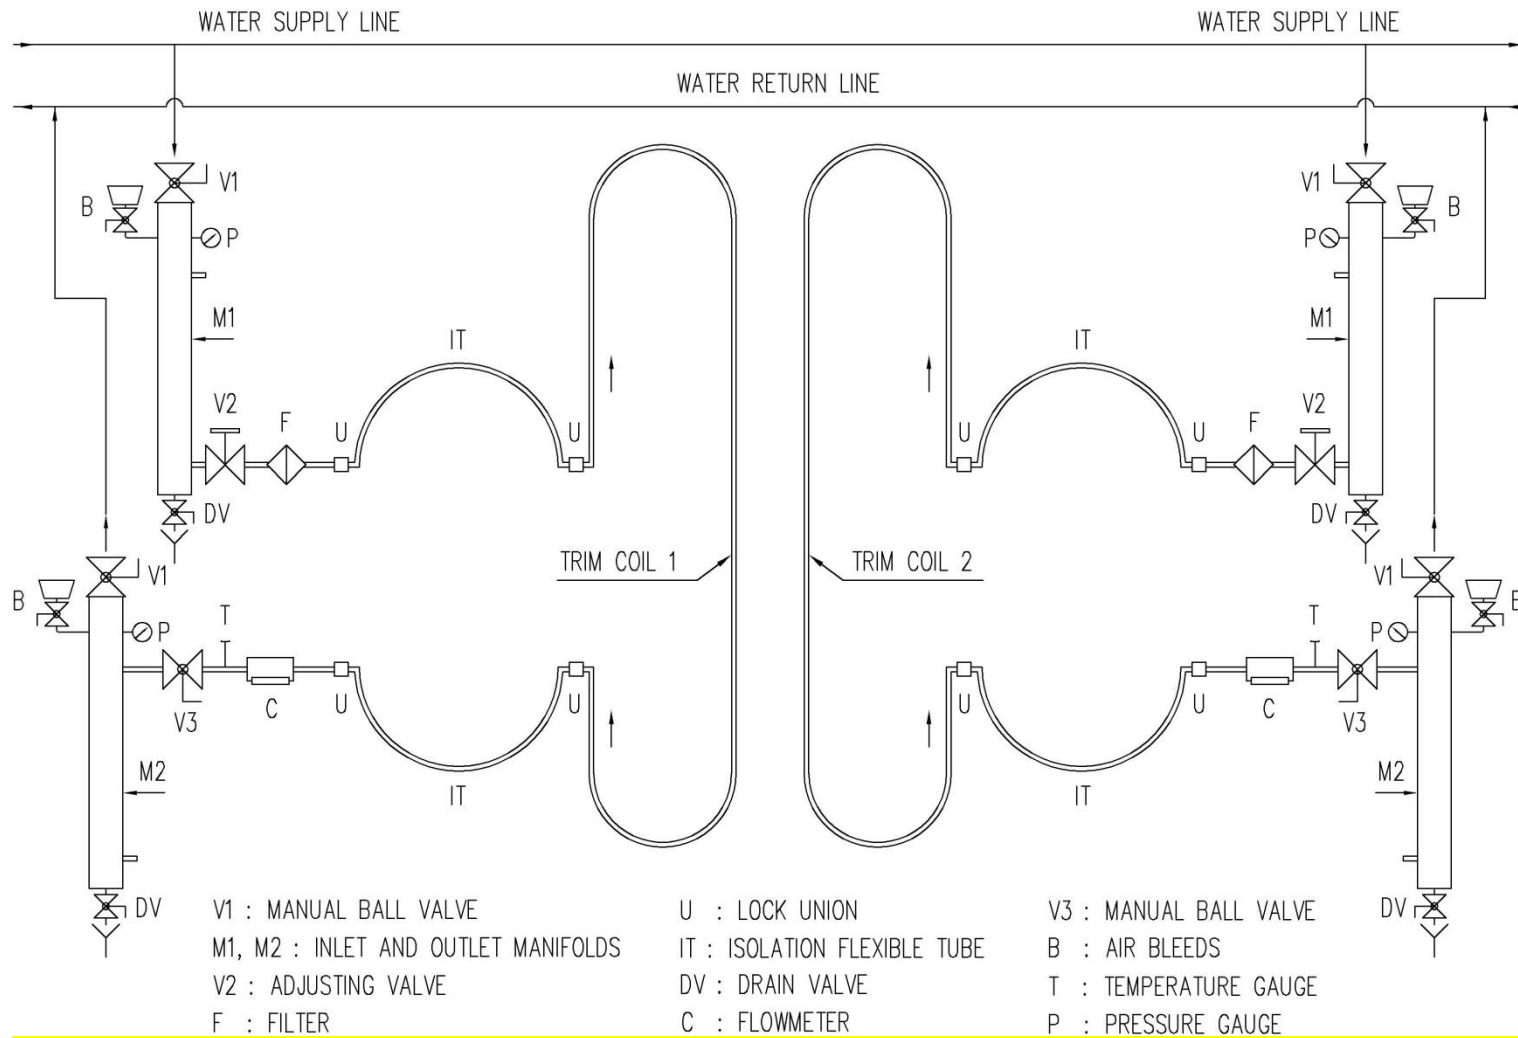 WATER SUPPLY LINE
WATER SUPPLY LINE
WATER RETURN LINE
V1
V1
B
B
P
P
M1
M1
IT
IT
V2
V2
F
F
U
U
U
U
DV
DV
TRIM COIL 1
TRIM COIL 2
V1
V1
B
B
T
T
P
P
V3
C
U
U
U
U
C
V3
M2
M2
IT
IT
DV
DV
V1 : MANUAL BALL VALVE
U : LOCK UNION
V3 : MANUAL BALL VALVE
M1, M2 : INLET AND OUTLET MANIFOLDS
IT : ISOLATION FLEXIBLE TUBE
B : AIR BLEEDS
V2 : ADJUSTING VALVE
DV : DRAIN VALVE
T : TEMPERATURE GAUGE
F : FILTER
C : FLOWMETER
P : PRESSURE GAUGE